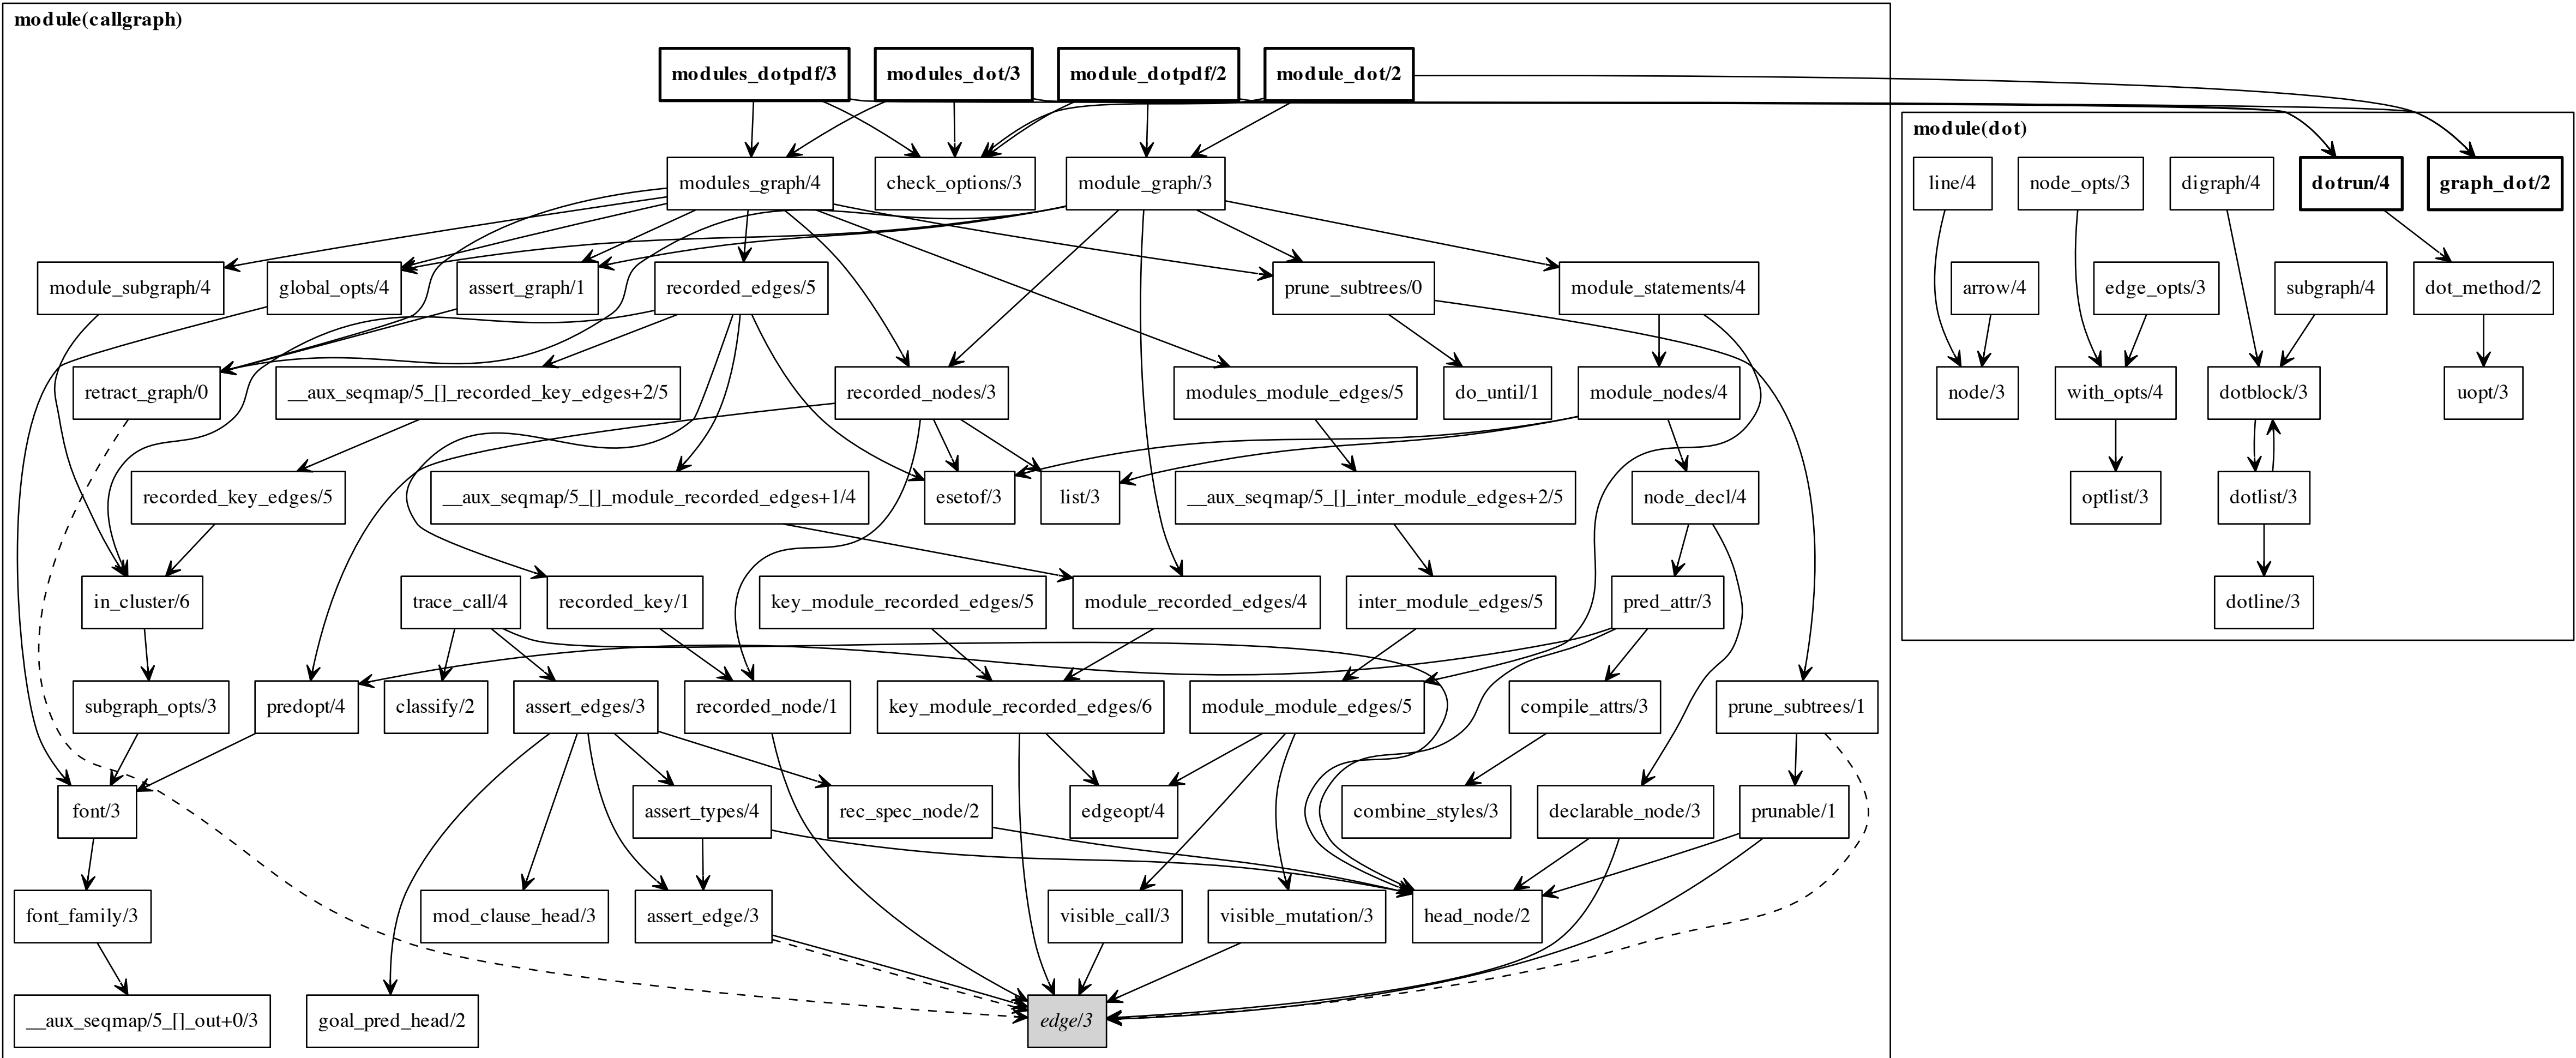 module(callgraph)
modules_dotpdf/3
modules_dot/3
module_dotpdf/2
module_dot/2
module(dot)
modules_graph/4
check_options/3
module_graph/3
line/4
node_opts/3
digraph/4
dotrun/4
graph_dot/2
module_subgraph/4
global_opts/4
assert_graph/1
recorded_edges/5
prune_subtrees/0
module_statements/4
arrow/4
edge_opts/3
subgraph/4
dot_method/2
retract_graph/0
__aux_seqmap/5_[]_recorded_key_edges+2/5
recorded_nodes/3
modules_module_edges/5
do_until/1
module_nodes/4
node/3
with_opts/4
dotblock/3
uopt/3
recorded_key_edges/5
__aux_seqmap/5_[]_module_recorded_edges+1/4
esetof/3
list/3
__aux_seqmap/5_[]_inter_module_edges+2/5
node_decl/4
optlist/3
dotlist/3
in_cluster/6
trace_call/4
recorded_key/1
key_module_recorded_edges/5
module_recorded_edges/4
inter_module_edges/5
pred_attr/3
dotline/3
subgraph_opts/3
predopt/4
classify/2
assert_edges/3
recorded_node/1
key_module_recorded_edges/6
module_module_edges/5
compile_attrs/3
prune_subtrees/1
font/3
assert_types/4
rec_spec_node/2
edgeopt/4
combine_styles/3
declarable_node/3
prunable/1
font_family/3
mod_clause_head/3
assert_edge/3
visible_call/3
visible_mutation/3
head_node/2
__aux_seqmap/5_[]_out+0/3
goal_pred_head/2
edge/3